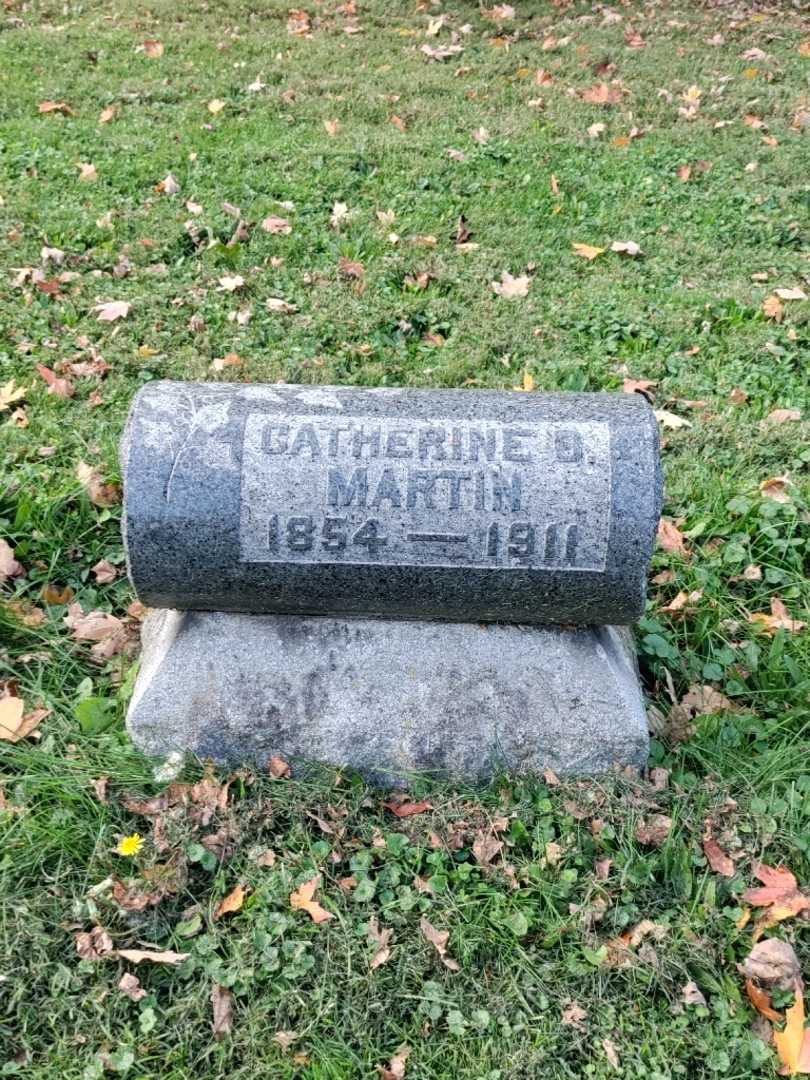 CATHERINE D.
MARTIN
1854 — 1911